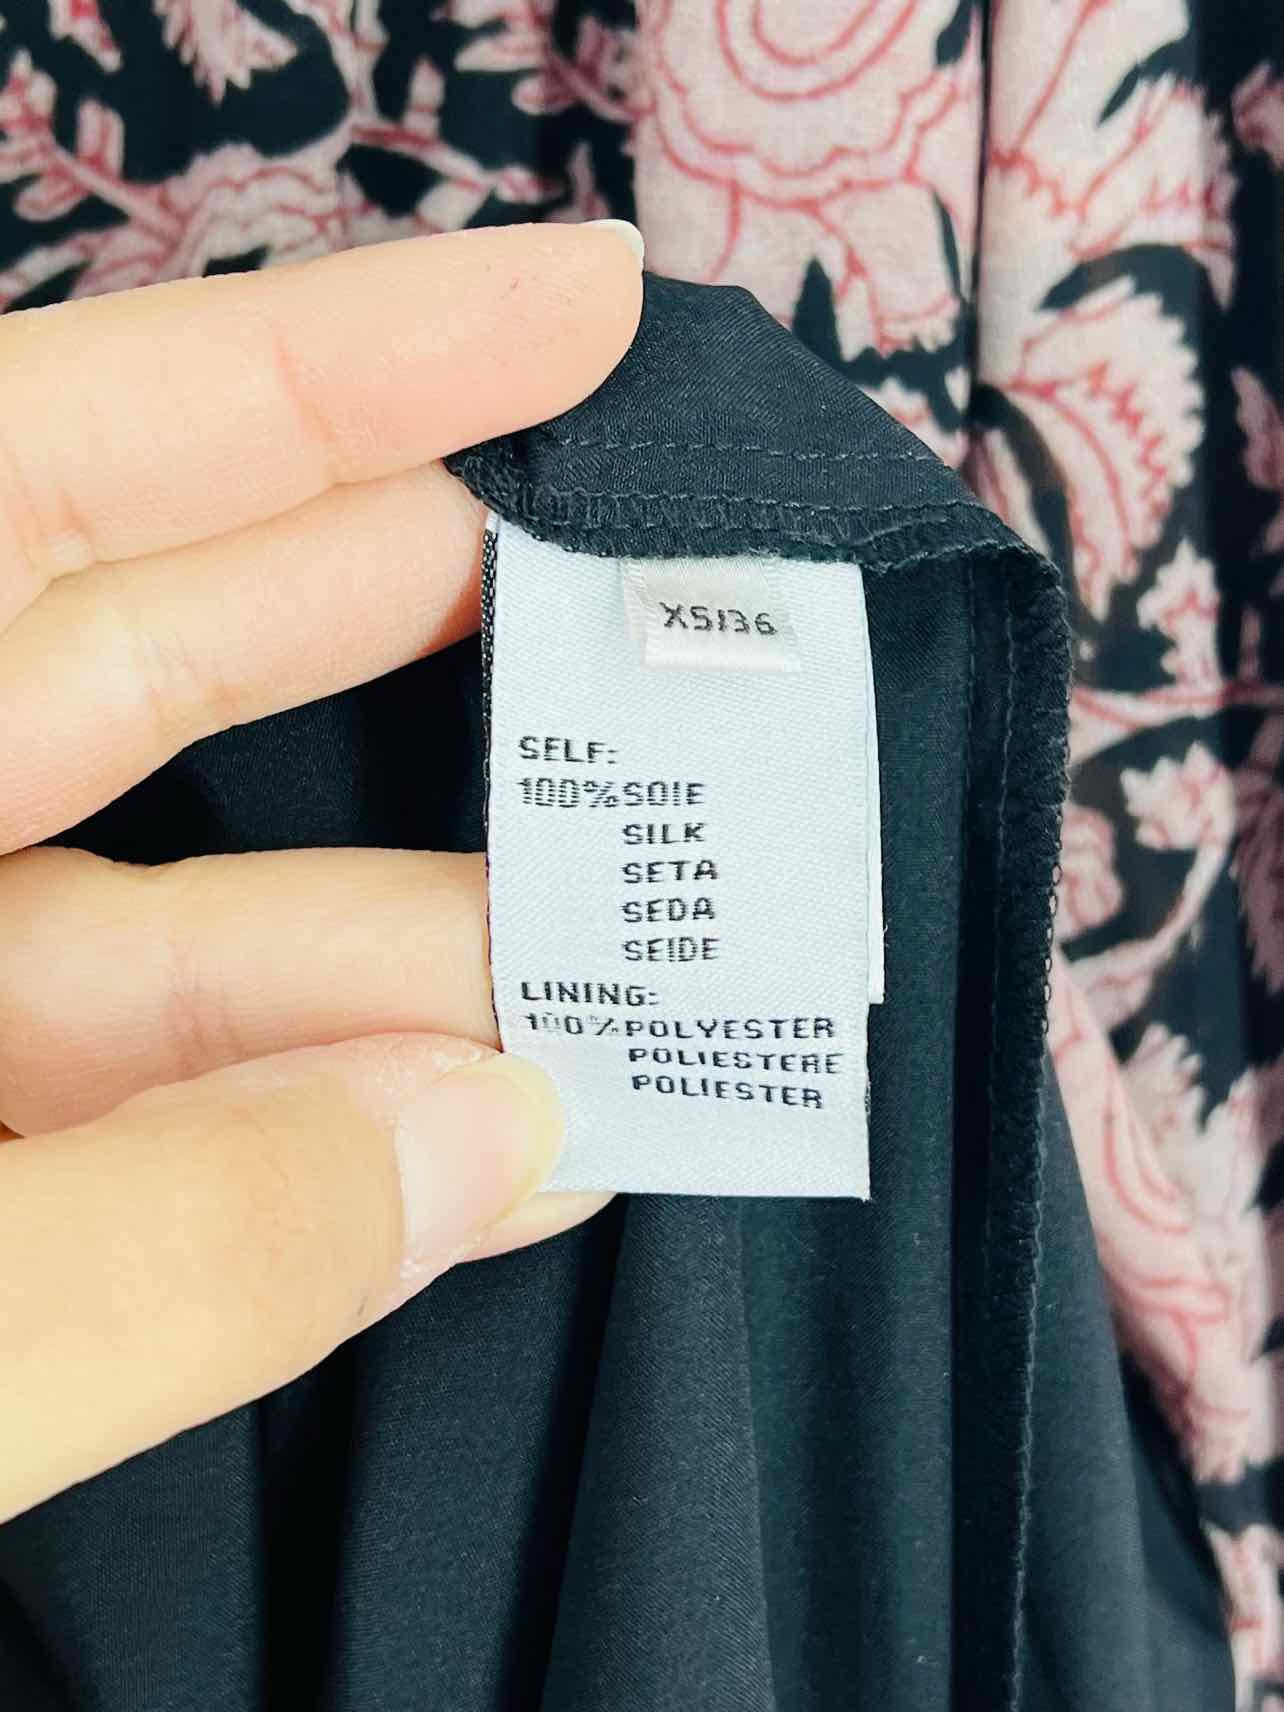 XS/36
SELF:
100% SOIE
SILK
SETA
SEDA
SEIDE
LINING:
100% POLYESTER
POLIESTERE
POLIESTER